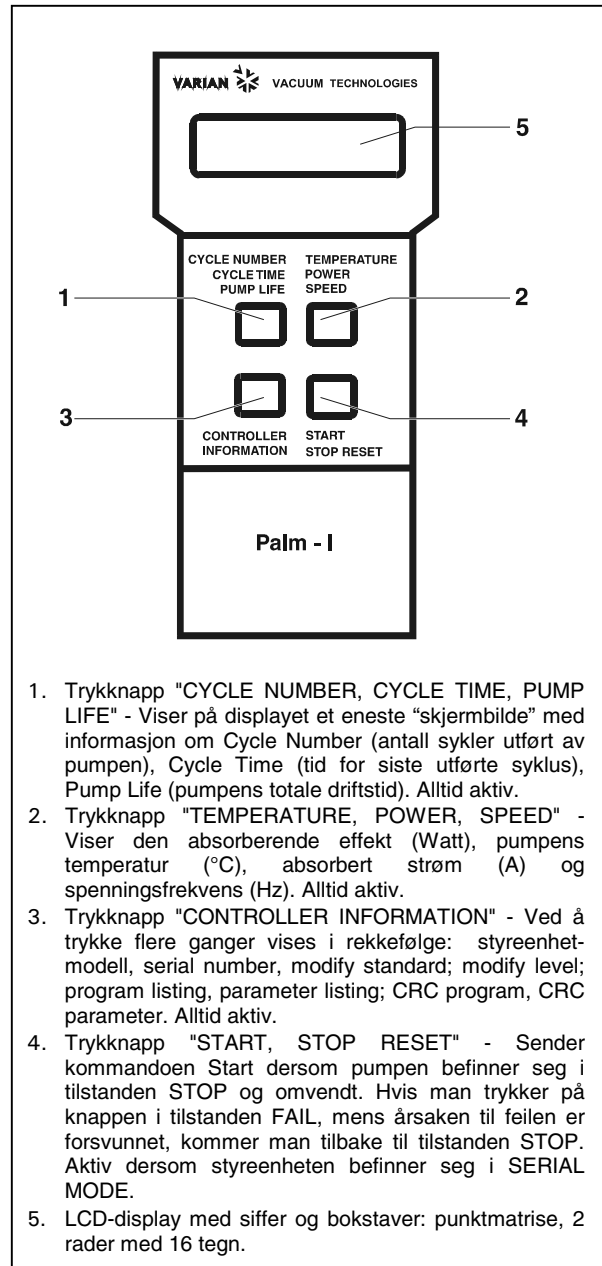 VARIAN VACUUM TECHNOLOGIES
5
CYCLE NUMBER
CYCLE TIME
PUMP LIFE
TEMPERATURE
POWER
SPEED
1
2
3
4
CONTROLLER
INFORMATION
START
STOP RESET
Palm - I
1. Trykknapp "CYCLE NUMBER, CYCLE TIME, PUMP
LIFE" - Viser på displayet et eneste “skjermbilde” med
informasjon om Cycle Number (antall sykler utført av
pumpen), Cycle Time (tid for siste utførte syklus),
Pump Life (pumpens totale driftstid). Alltid aktiv.
2. Trykknapp "TEMPERATURE, POWER, SPEED" -
Viser den absorberende effekt (Watt), pumpens
temperatur (°C), absorbert strøm (A) og
spenningsfrekvens (Hz). Alltid aktiv.
3. Trykknapp "CONTROLLER INFORMATION" - Ved å
trykke flere ganger vises i rekkefølge: styreenhet-
modell, serial number, modify standard; modify level;
program listing, parameter listing; CRC program, CRC
parameter. Alltid aktiv.
4. Trykknapp "START, STOP RESET" - Sender
kommandoen Start dersom pumpen befinner seg i
tilstanden STOP og omvendt. Hvis man trykker på
knappen i tilstanden FAIL, mens årsaken til feilen er
forsvunnet, kommer man tilbake til tilstanden STOP.
Aktiv dersom styreenheten befinner seg i SERIAL
MODE.
5. LCD-display med siffer og bokstaver: punktmatrise, 2
rader med 16 tegn.